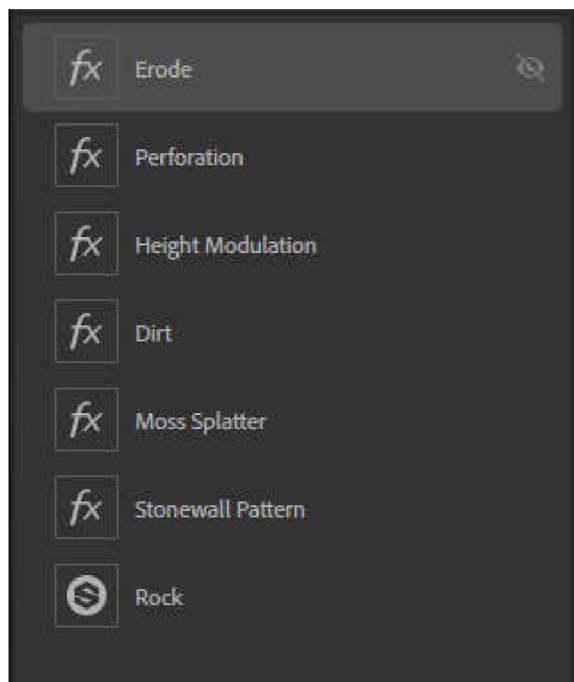 fx Erode
fx Perforation
fx Height Modulation
fx Dirt
fx Moss Splatter
fx Stonewall Pattern
Rock